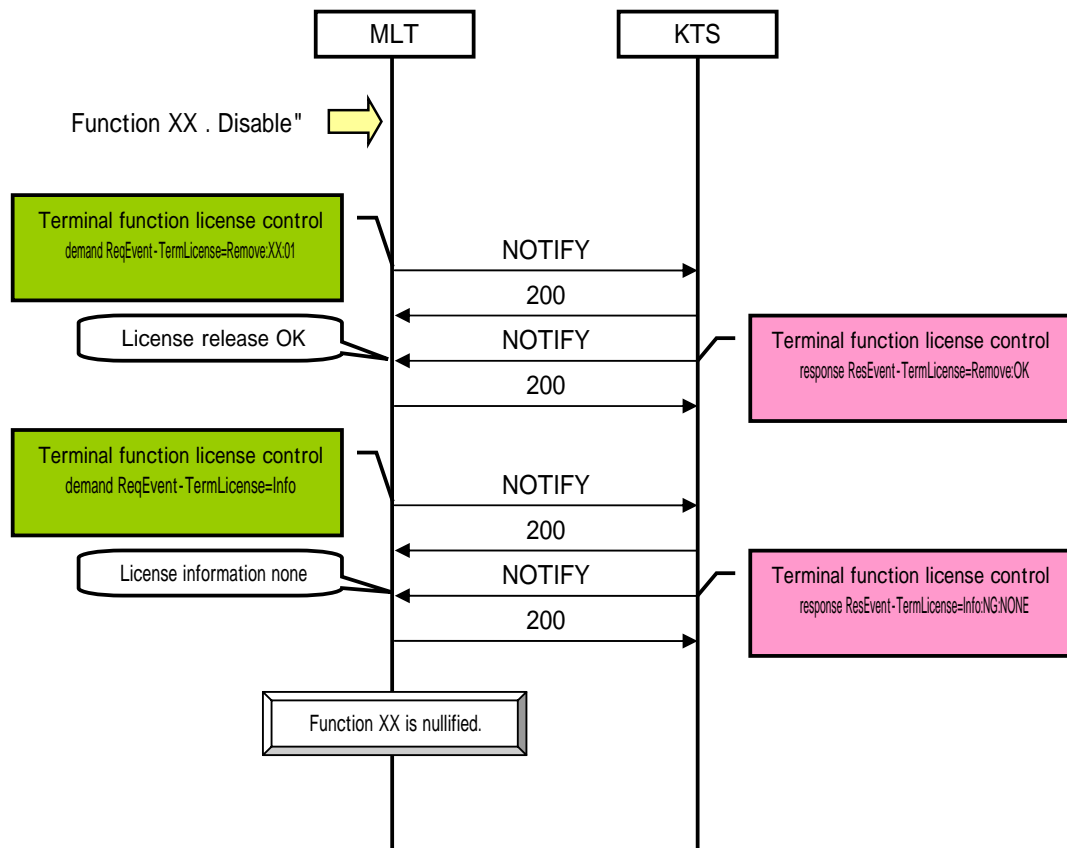 MLT
KTS
Function XX . Disable"
Terminal function license control
demand ReqEvent-TermLicense=Remove:XX:01
NOTIFY
200
License release OK
NOTIFY
Terminal function license control
response ResEvent-TermLicense=Remove:OK
200
Terminal function license control
demand ReqEvent-TermLicense=Info
NOTIFY
200
License information none
NOTIFY
Terminal function license control
response ResEvent-TermLicense=Info:NG:NONE
200
Function XX is nullified.